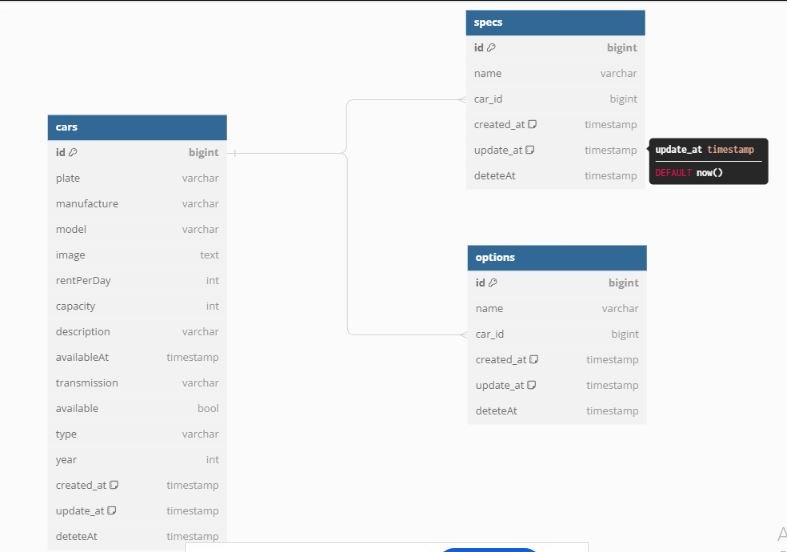 specs
id bigint
name varchar
car_id bigint
created_at timestamp
update_at timestamp
deteteAt timestamp
update_at timestamp
DEFAULT now()
cars
id bigint
plate varchar
manufacture varchar
model varchar
image text
rentPerDay int
capacity int
description varchar
availableAt timestamp
transmission varchar
available bool
type varchar
year int
created_at timestamp
update_at timestamp
deteteAt timestamp
options
id bigint
name varchar
car_id bigint
created_at timestamp
update_at timestamp
deteteAt timestamp